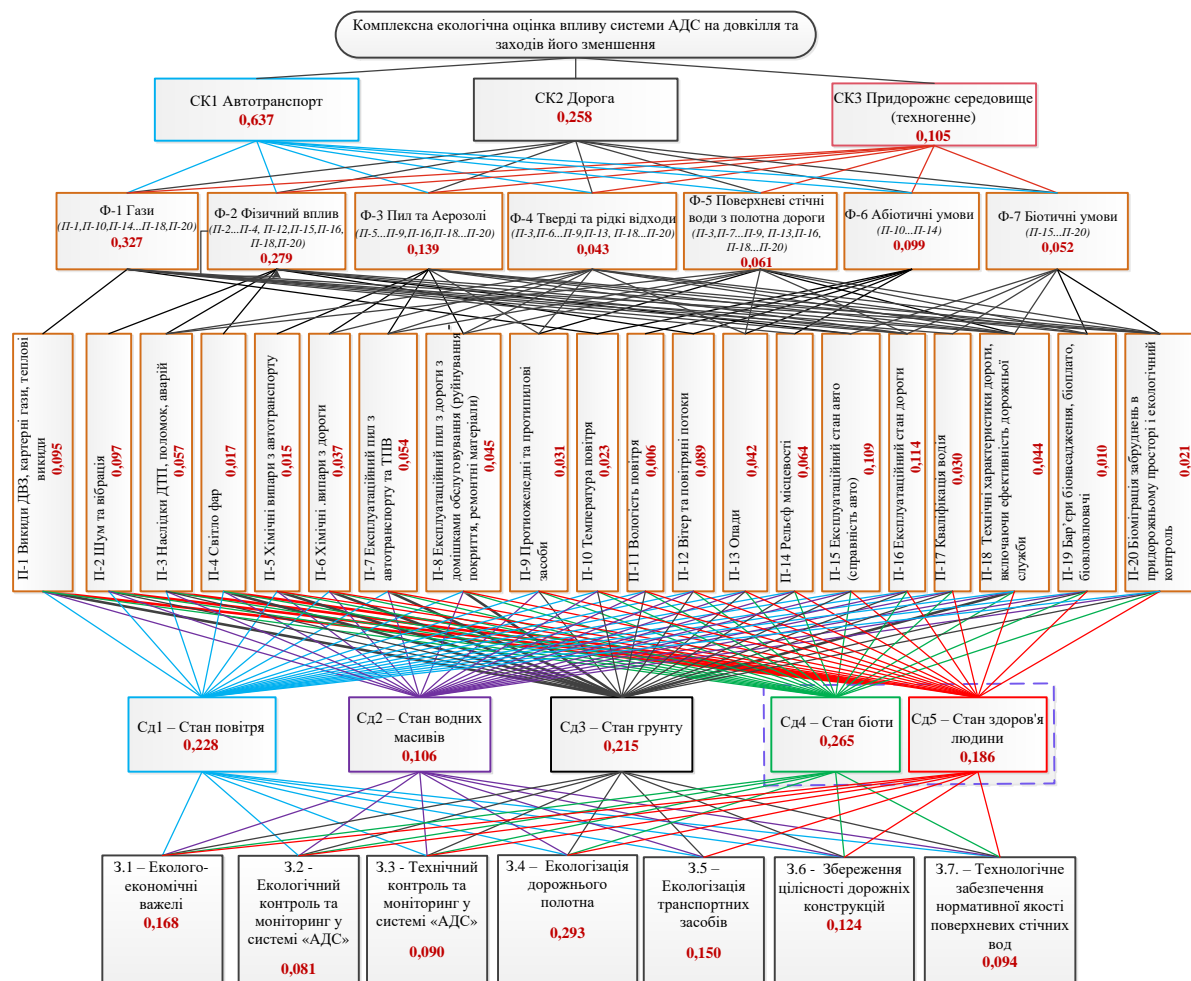 Комплексна екологічна оцінка впливу системи АДС на довкілля та
заходів його зменшення
СК1 Автотранспорт
0,637
СК2 Дорога
0,258
СК3 Придорожнє середовище
(техногенне)
0,105
Ф-1 Гази
(П-1,П-10,П-14...П-18,П-20)
0,327
Ф-2 Фізичний вплив
(П-2...П-4, П-12,П-15,П-16,
П-18,П-20)
0,279
Ф-3 Пил та Аерозолі
(П-5...П-9,П-16,П-18...П-20)
0,139
Ф-4 Тверді та рідкі відходи
(П-3,П-6...П-9,П-13, П-18...П-20)
0,043
Ф-5 Поверхневі стічні
води з полотна дороги
(П-3,П-7...П-9, П-13,П-16,
П-18...П-20)
0,061
Ф-6 Абіотичні умови
(П-10...П-14)
0,099
Ф-7 Біотичні умови
(П-15...П-20)
0,052
П-1 Викиди ДВЗ, картерні гази, теплові
викиди
0,095
П-2 Шум та вібрація
0,097
П-3 Наслідки ДТП, поломок, аварій
0,057
П-4 Світло фар
0,017
П-5 Хімічні випари з автотранспорту
0,015
П-6 Хімічні .випари з дороги
0,037
П-7 Експлуатаційний пил з
автотранспорту та ТПВ
0,054
П-8 Експлуатаційний пил з дороги з
домішками обслуговування (руйнування
покриття, ремонтні матеріали)
0,045
П-9 Протиожеледні та протипилові
засоби
0,031
П-10 Температура повітря
0,023
П-11 Вологість повітря
0,006
П-12 Вітер та повітряні потоки
0,089
П-13 Опади
0,042
П-14 Рельєф місцевості
0,064
П-15 Експлуатаційний стан авто
(справність авто)
0,109
П-16 Експлуатаційний стан дороги
0,114
П-17 Кваліфікація водія
0,030
П-18 Технічні характеристики дороги,
включаючи ефективність дорожньої
служби
0,044
П-19 Бар’єри біонасадження, біоплато,
біовловлювачі
0,010
П-20 Біоміграція забруднень в
придорожньому просторі і екологічний
контроль
0,021
Сд1 – Стан повітря
0,228
Сд2 – Стан водних
масивів
0,106
Сд3 – Стан грунту
0,215
Сд4 – Стан біоти
0,265
Сд5 – Стан здоров'я
людини
0,186
З.1 – Еколого-
економічні
важелі
0,168
З.2 -
Екологічний
контроль та
моніторинг у
системі «АДС»
0,081
З.3 - Технічний
контроль та
моніторинг у
системі «АДС»
0,090
З.4 – Екологізація
дорожнього
полотна
0,293
З.5 –
Екологізація
транспортних
засобів
0,150
З.6 - Збереження
цілісності дорожніх
конструкцій
0,124
З.7. – Технологічне
забезпечення
нормативної якості
поверхневих стічних
вод
0,094